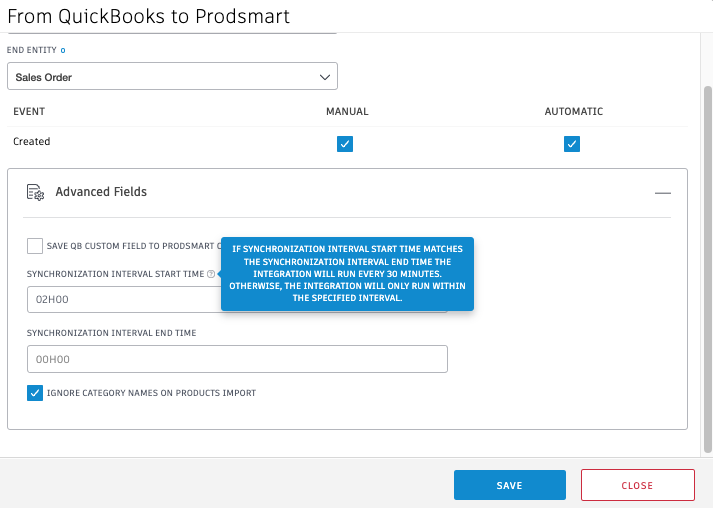 From QuickBooks to Prodsmart
END ENTITY
Sales Order
EVENT MANUAL AUTOMATIC
Created
Advanced Fields
SAVE QB CUSTOM FIELD TO PRODSMART
IF SYNCHRONIZATION INTERVAL START TIME MATCHES
THE SYNCHRONIZATION INTERVAL END TIME THE
INTEGRATION WILL RUN EVERY 30 MINUTES.
OTHERWISE, THE INTEGRATION WILL ONLY RUN WITHIN
THE SPECIFIED INTERVAL.
SYNCHRONIZATION INTERVAL START TIME ?
02H00
SYNCHRONIZATION INTERVAL END TIME
00H00
IGNORE CATEGORY NAMES ON PRODUCTS IMPORT
SAVE CLOSE